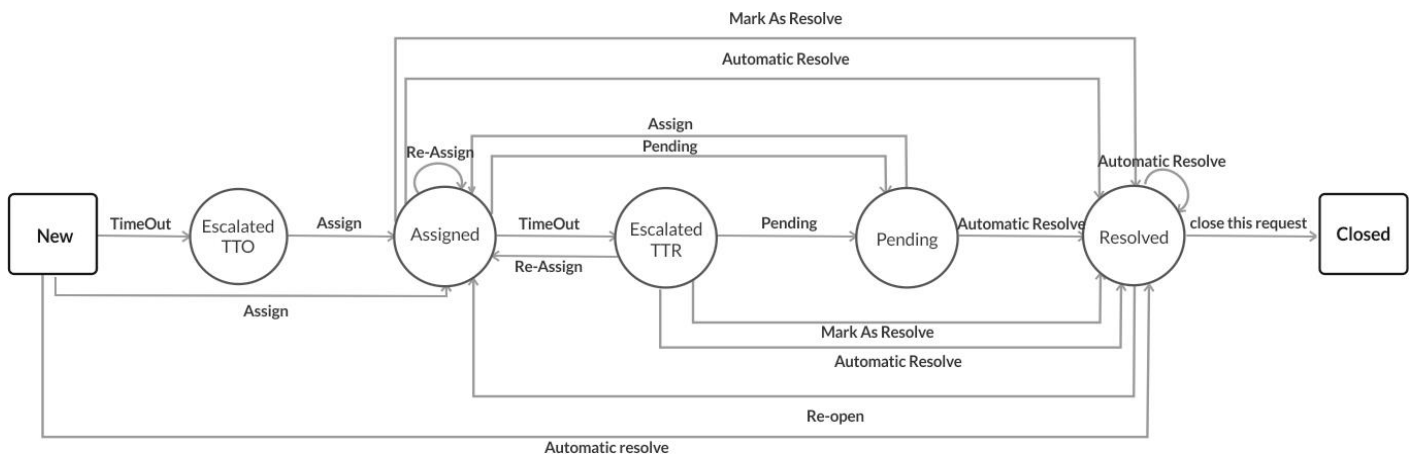 Mark As Resolve
Automatic Resolve
Assign
Re-Assign
Pending
Automatic Resolve
New
TimeOut
Escalated
TTO
Assign
Assigned
TimeOut
Re-Assign
Escalated
TTR
Pending
Pending
Automatic Resolve
Resolved
close this request
Closed
Assign
Mark As Resolve
Automatic Resolve
Re-open
Automatic resolve